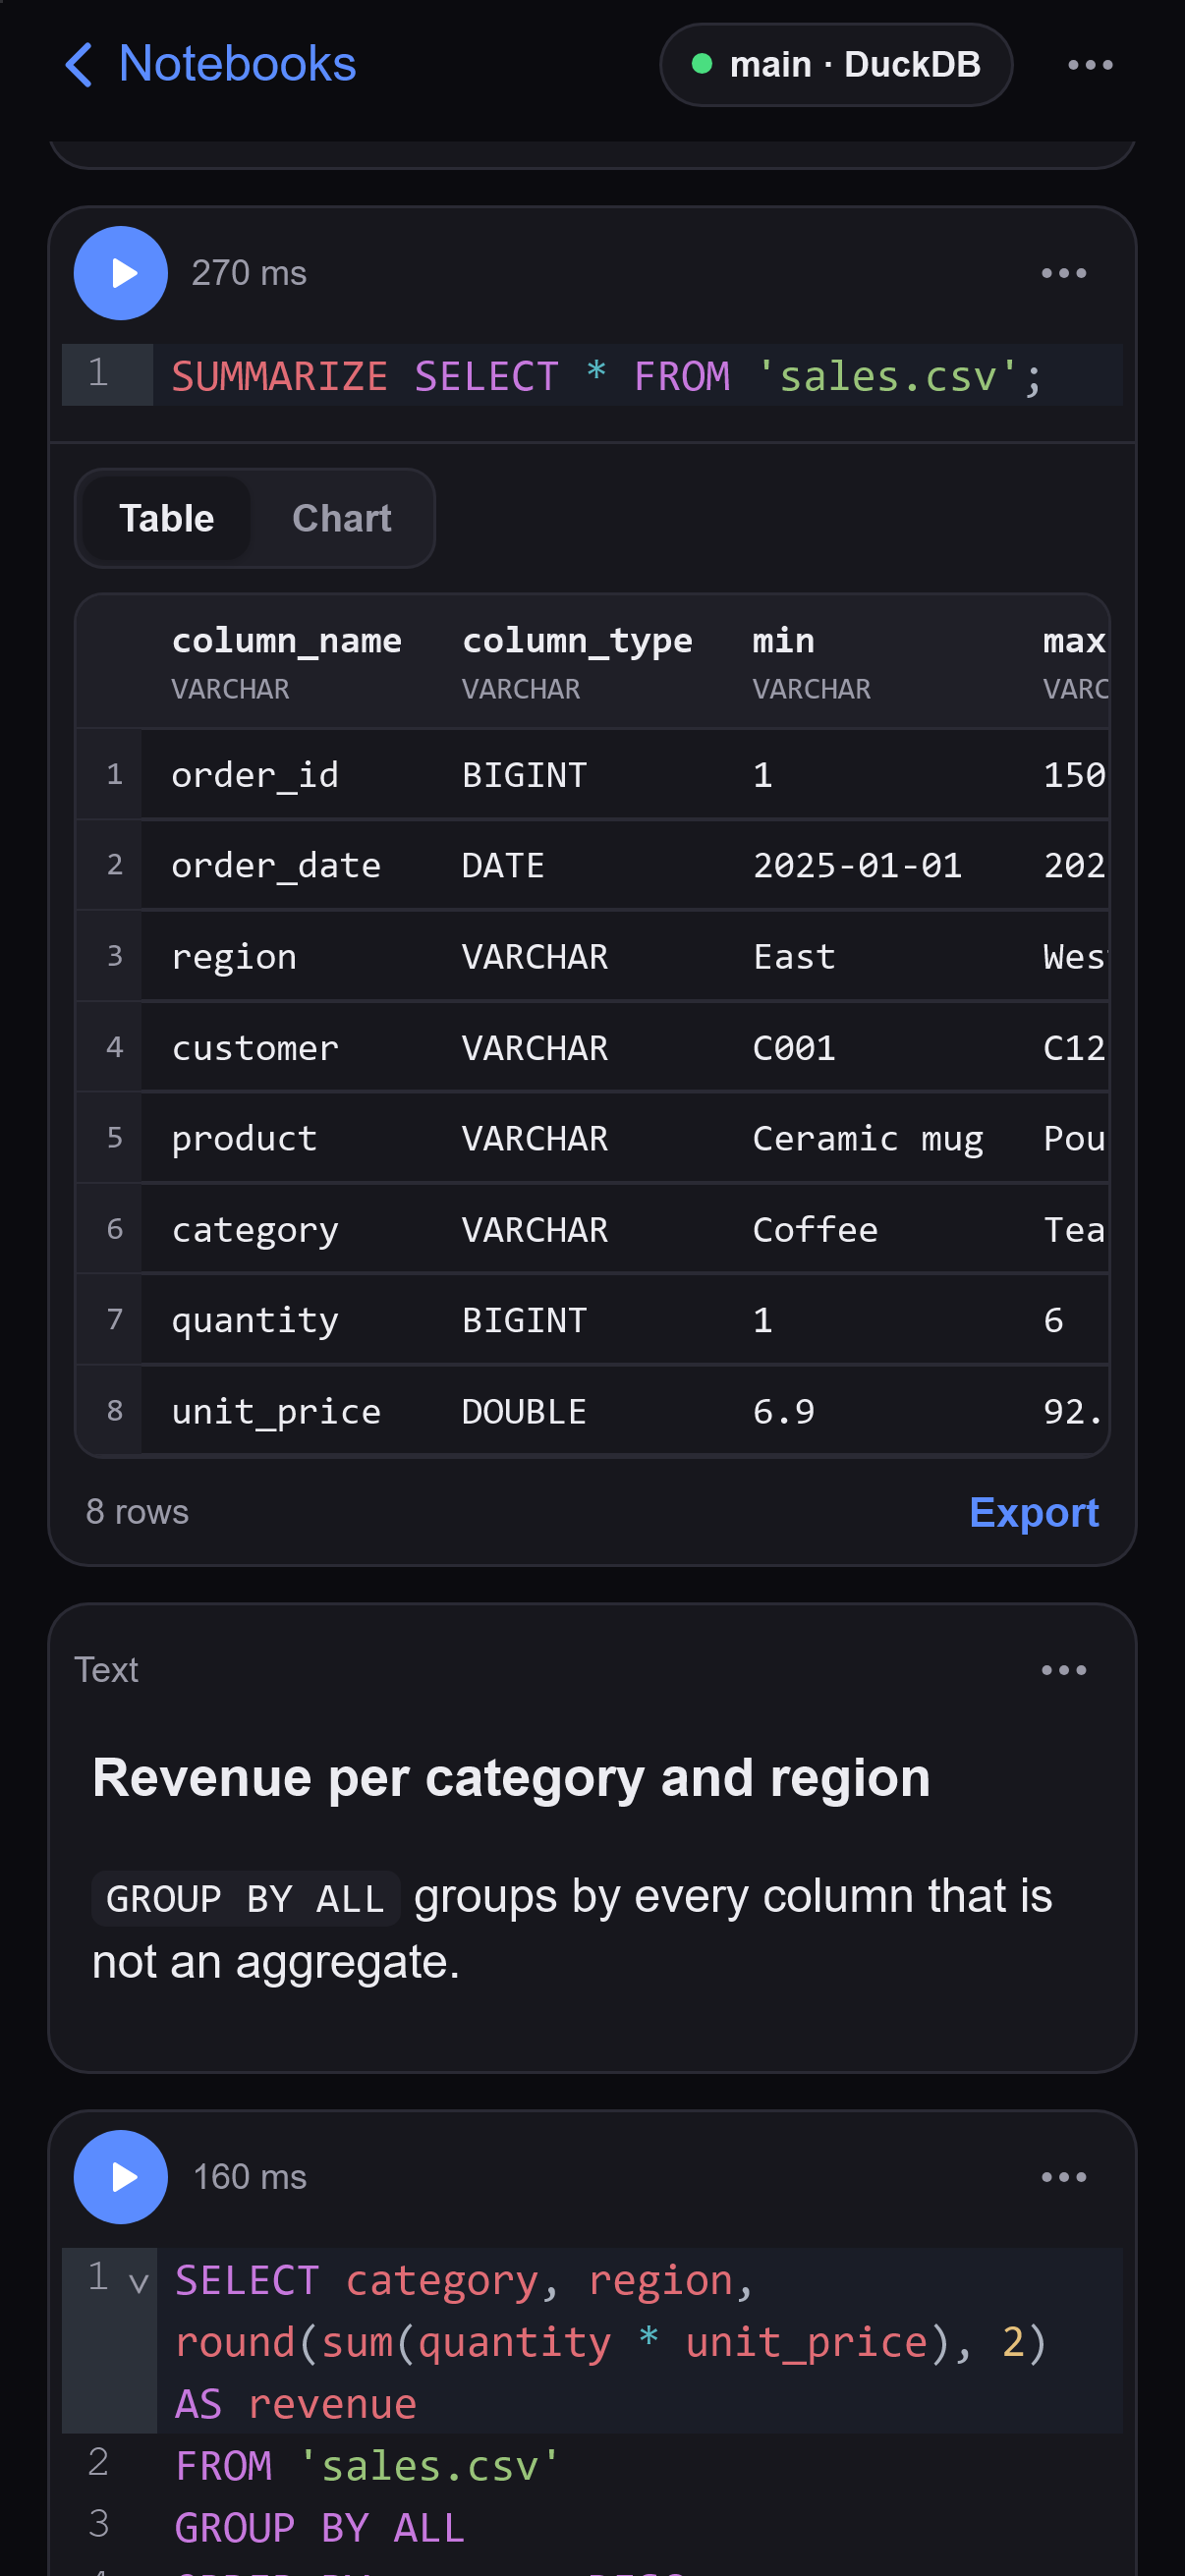 Notebooks
main · DuckDB
270 ms
1 SUMMARIZE SELECT * FROM 'sales.csv';
Table Chart
column_name column_type min max
VARCHAR VARCHAR VARCHAR VARC
1 order_id BIGINT 1 150
2 order_date DATE 2025-01-01 202
3 region VARCHAR East Wes
4 customer VARCHAR C001 C12
5 product VARCHAR Ceramic mug Pou
6 category VARCHAR Coffee Tea
7 quantity BIGINT 1 6
8 unit_price DOUBLE 6.9 92.
8 rows Export
Text
Revenue per category and region
GROUP BY ALL groups by every column that is
not an aggregate.
160 ms
1 SELECT category, region,
round(sum(quantity * unit_price), 2)
AS revenue
2 FROM 'sales.csv'
3 GROUP BY ALL